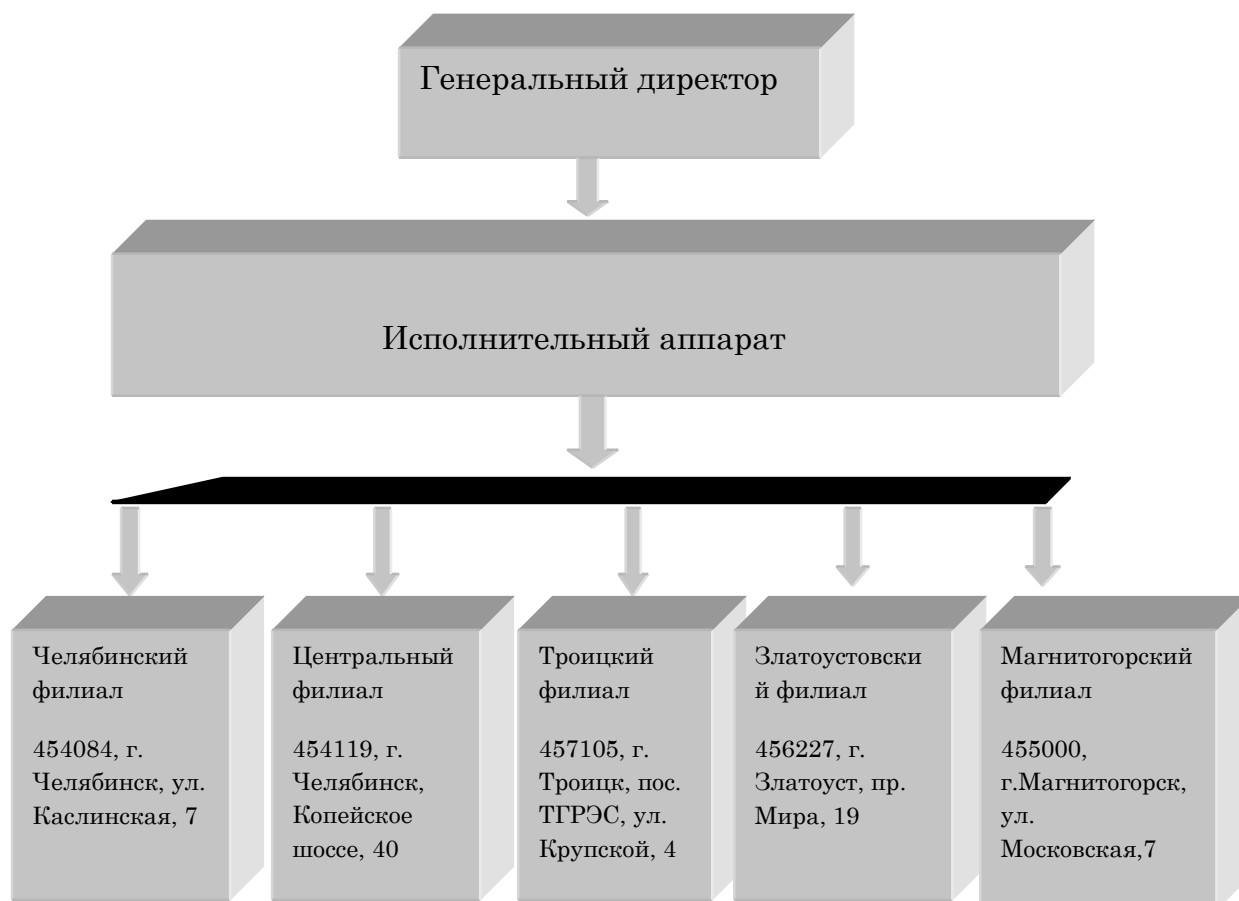 Генеральный директор
Исполнительный аппарат
Челябинский
филиал
454084, г.
Челябинск, ул.
Каслинская, 7
Центральный
филиал
454119, г.
Челябинск,
Копейское
шоссе, 40
Троицкий
филиал
457105, г.
Троицк, пос.
ТГРЭС, ул.
Крупской, 4
Златоустовски
й филиал
456227, г.
Златоуст, пр.
Мира, 19
Магнитогорский
филиал
455000,
г.Магнитогорск,
ул.
Московская,7